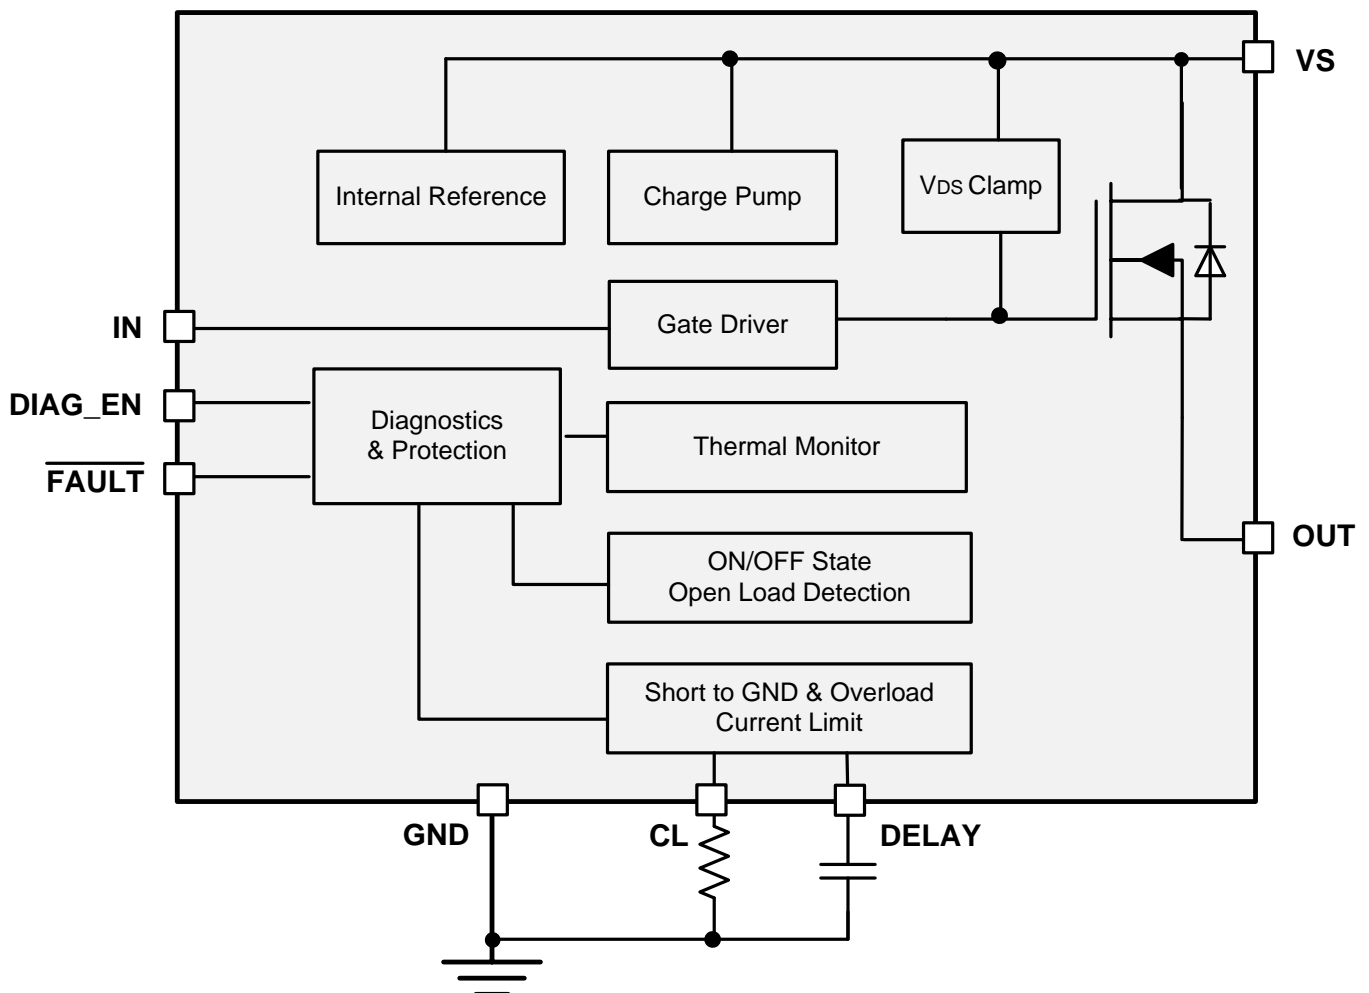 VS
Internal Reference
Charge Pump
VDS Clamp
IN
Gate Driver
DIAG_EN
Diagnostics
& Protection
Thermal Monitor
FAULT
ON/OFF State
Open Load Detection
OUT
Short to GND & Overload
Current Limit
GND
CL
DELAY